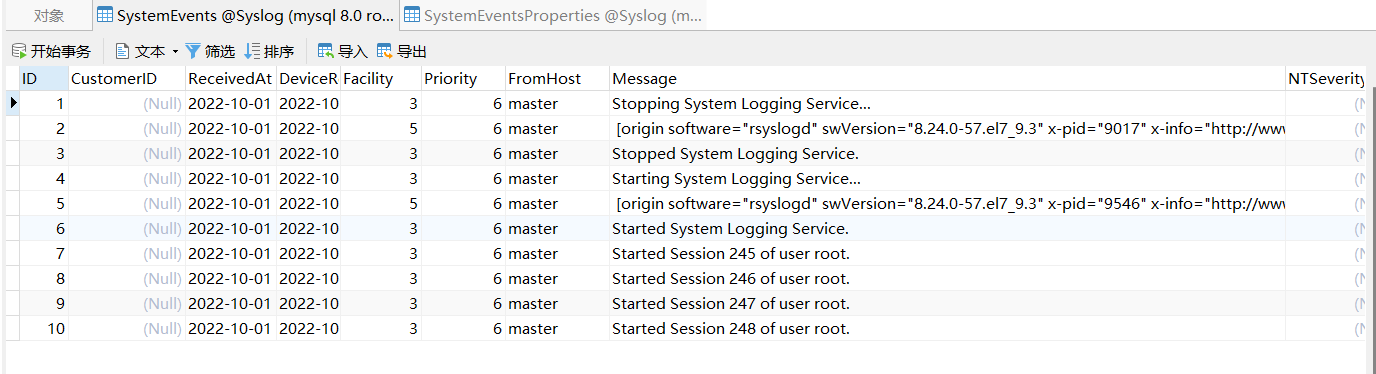 对象 SystemEvents @Syslog (mysql 8.0 ro... SystemEventsProperties @Syslog (m...
开始事务 文本 筛选 排序 导入 导出
ID CustomerID ReceivedAt DeviceR Facility Priority FromHost Message NTSeverity
1 (Null) 2022-10-01 2022-10 3 6 master Stopping System Logging Service... (N
2 (Null) 2022-10-01 2022-10 5 6 master [origin software="rsyslogd" swVersion="8.24.0-57.el7_9.3" x-pid="9017" x-info="http://www (N
3 (Null) 2022-10-01 2022-10 3 6 master Stopped System Logging Service. (N
4 (Null) 2022-10-01 2022-10 3 6 master Starting System Logging Service... (N
5 (Null) 2022-10-01 2022-10 5 6 master [origin software="rsyslogd" swVersion="8.24.0-57.el7_9.3" x-pid="9546" x-info="http://www (N
6 (Null) 2022-10-01 2022-10 3 6 master Started System Logging Service. (N
7 (Null) 2022-10-01 2022-10 3 6 master Started Session 245 of user root. (N
8 (Null) 2022-10-01 2022-10 3 6 master Started Session 246 of user root. (N
9 (Null) 2022-10-01 2022-10 3 6 master Started Session 247 of user root. (N
10 (Null) 2022-10-01 2022-10 3 6 master Started Session 248 of user root. (N